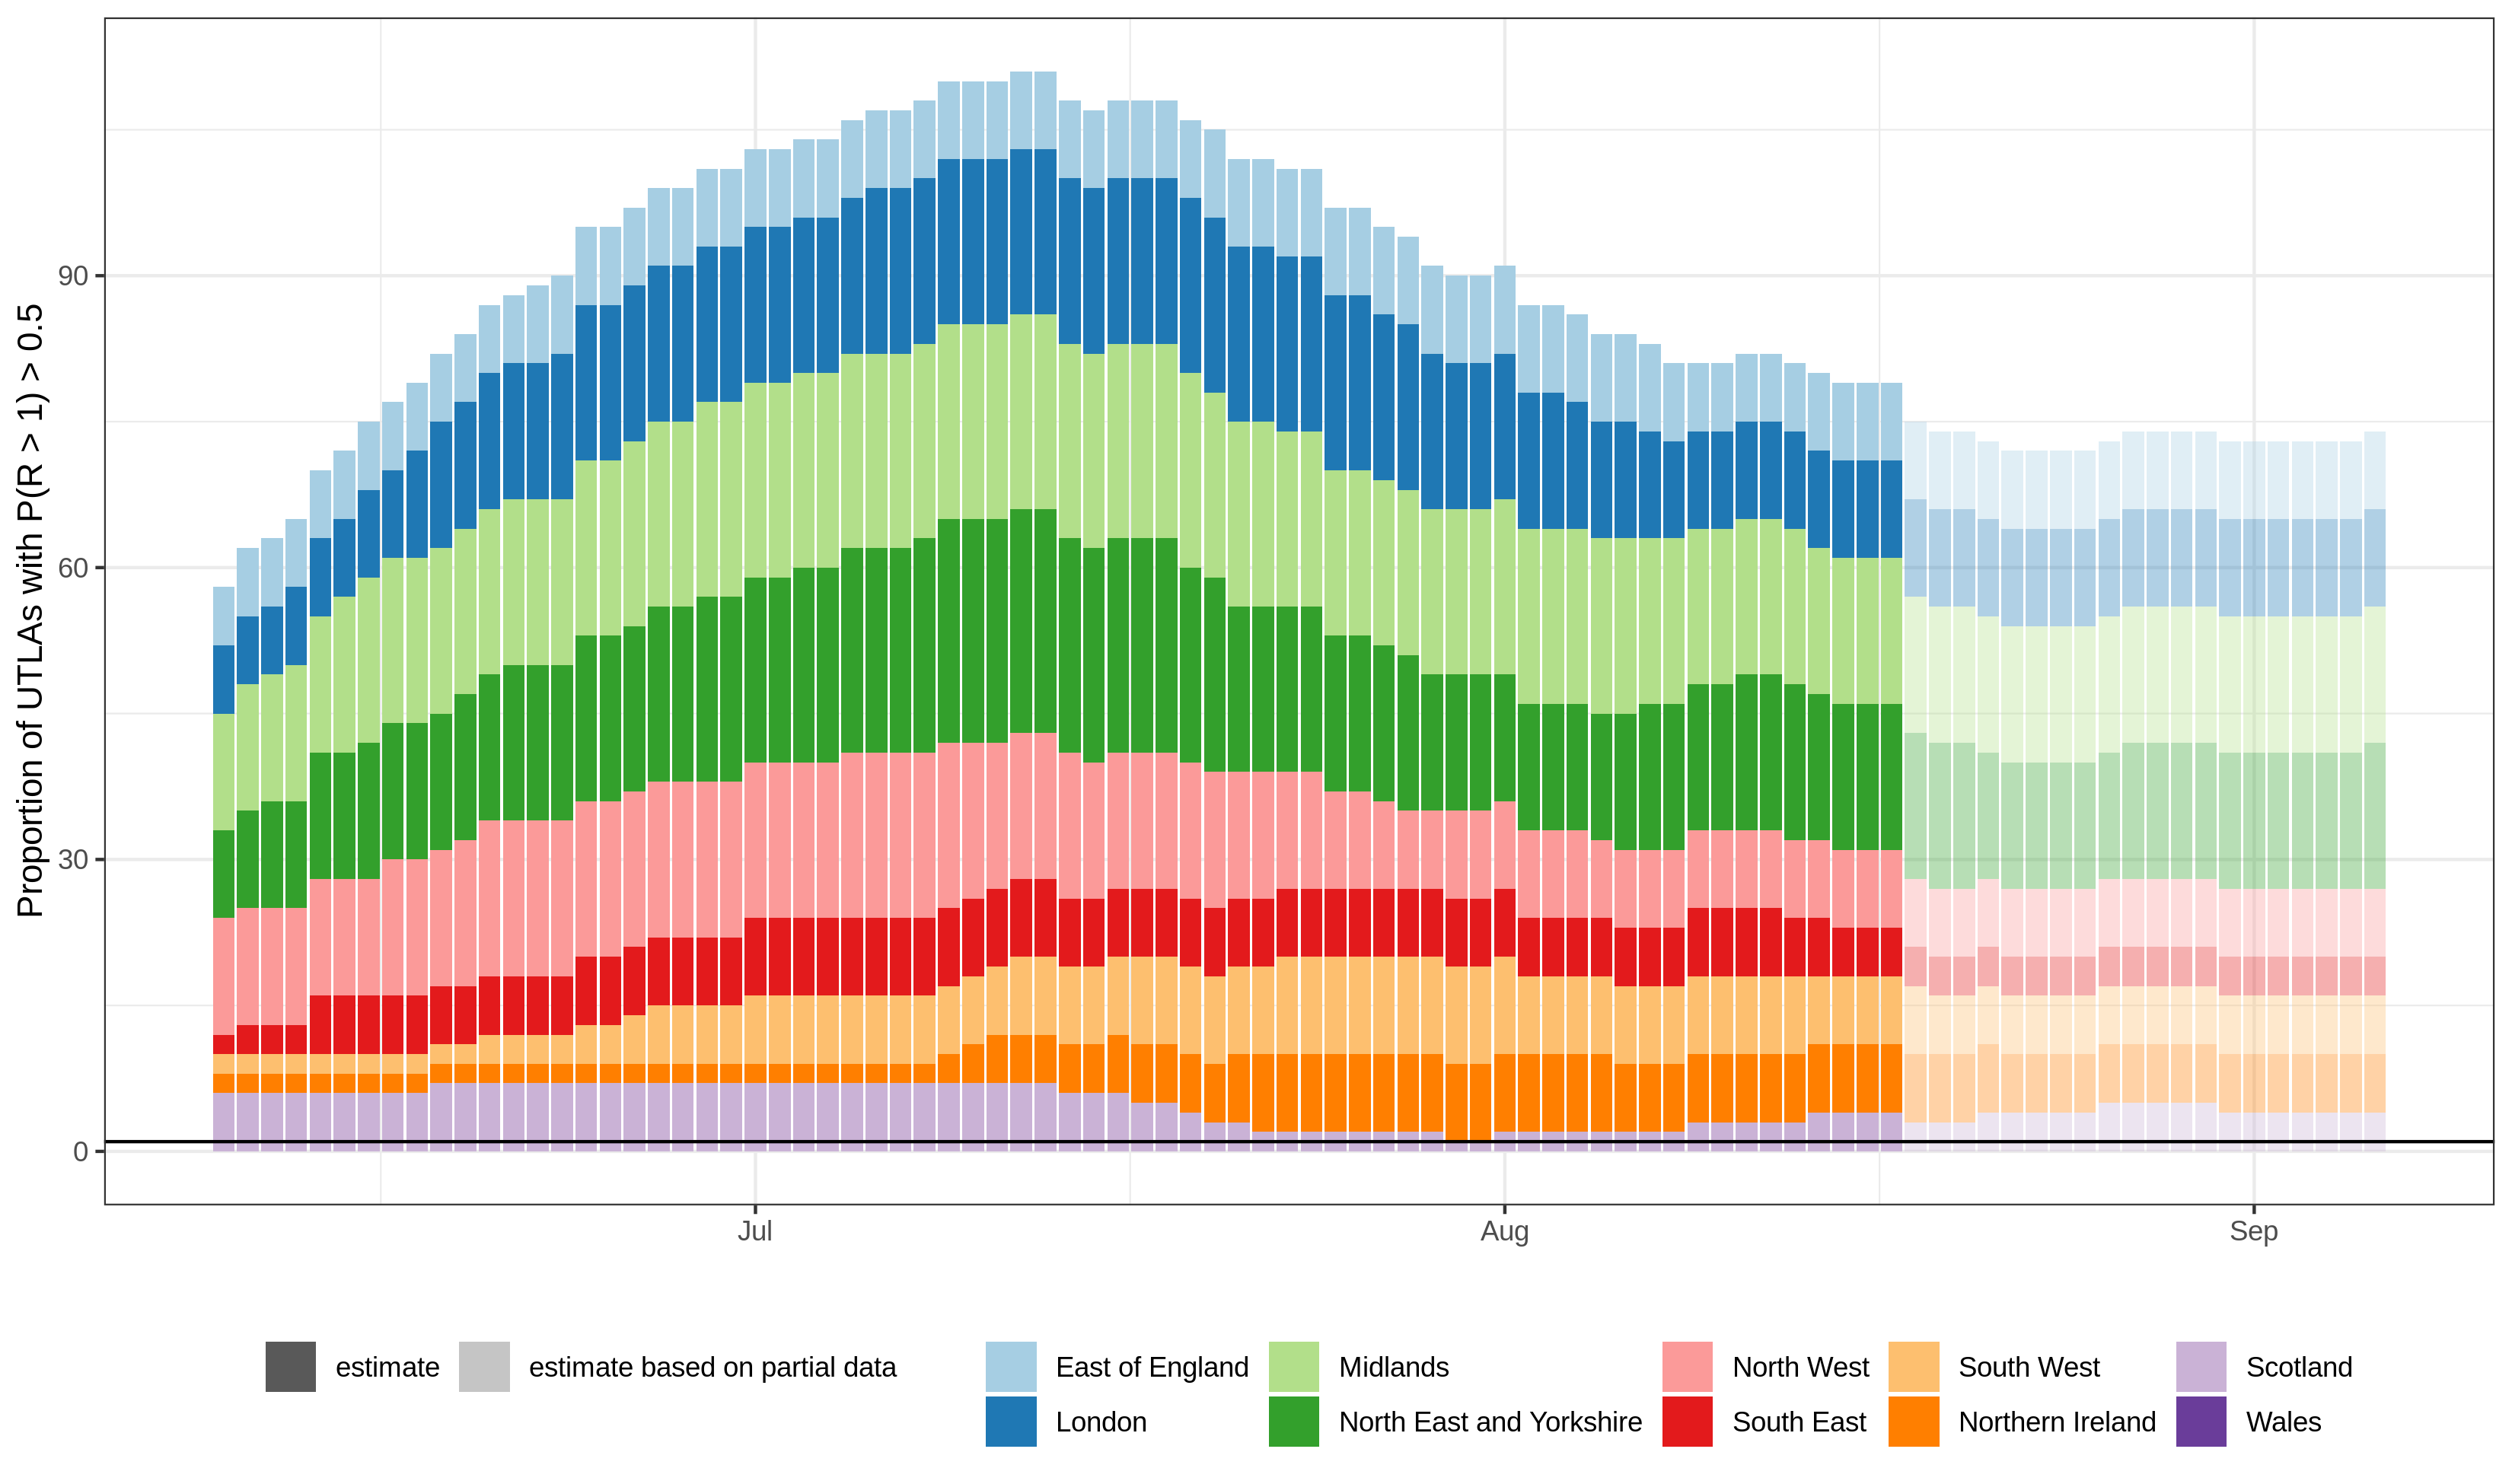 Proportion of UTLAs with P(R > 1) > 0.5
90
60
30
0
Jul
Aug
Sep
estimate
estimate based on partial data
East of England
Midlands
North West
South West
Scotland
London
North East and Yorkshire
South East
Northern Ireland
Wales